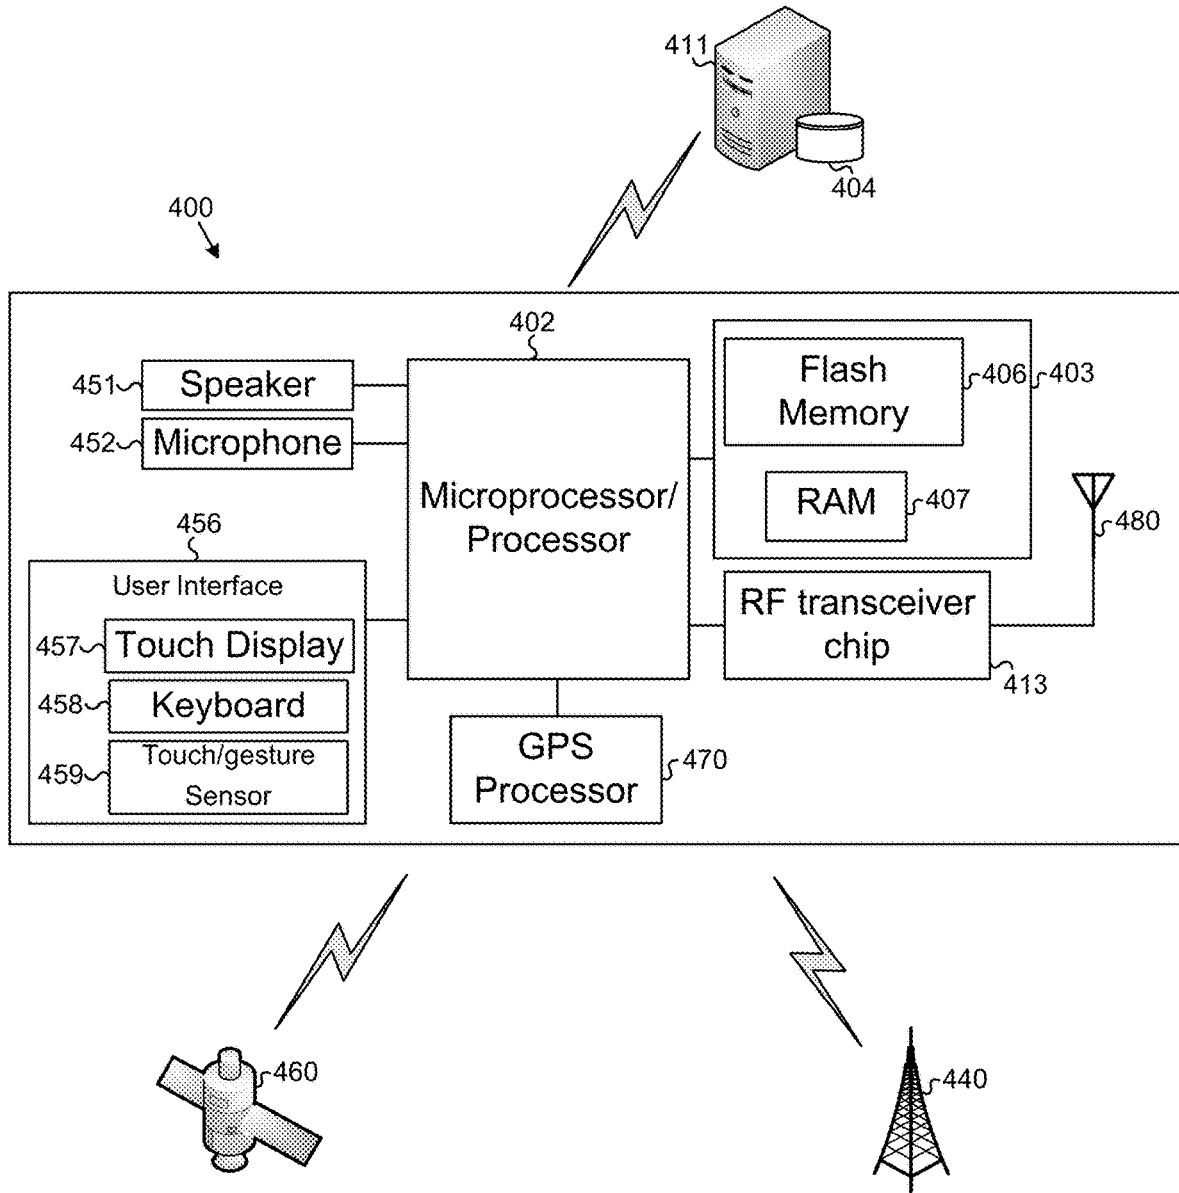 411
404
400
402
451
Speaker
452
Microphone
Microprocessor/
Processor
Flash
Memory
406
403
RAM
407
480
456
User Interface
457
Touch Display
458
Keyboard
459
Touch/gesture
Sensor
RF transceiver
chip
413
GPS
Processor
470
460
440